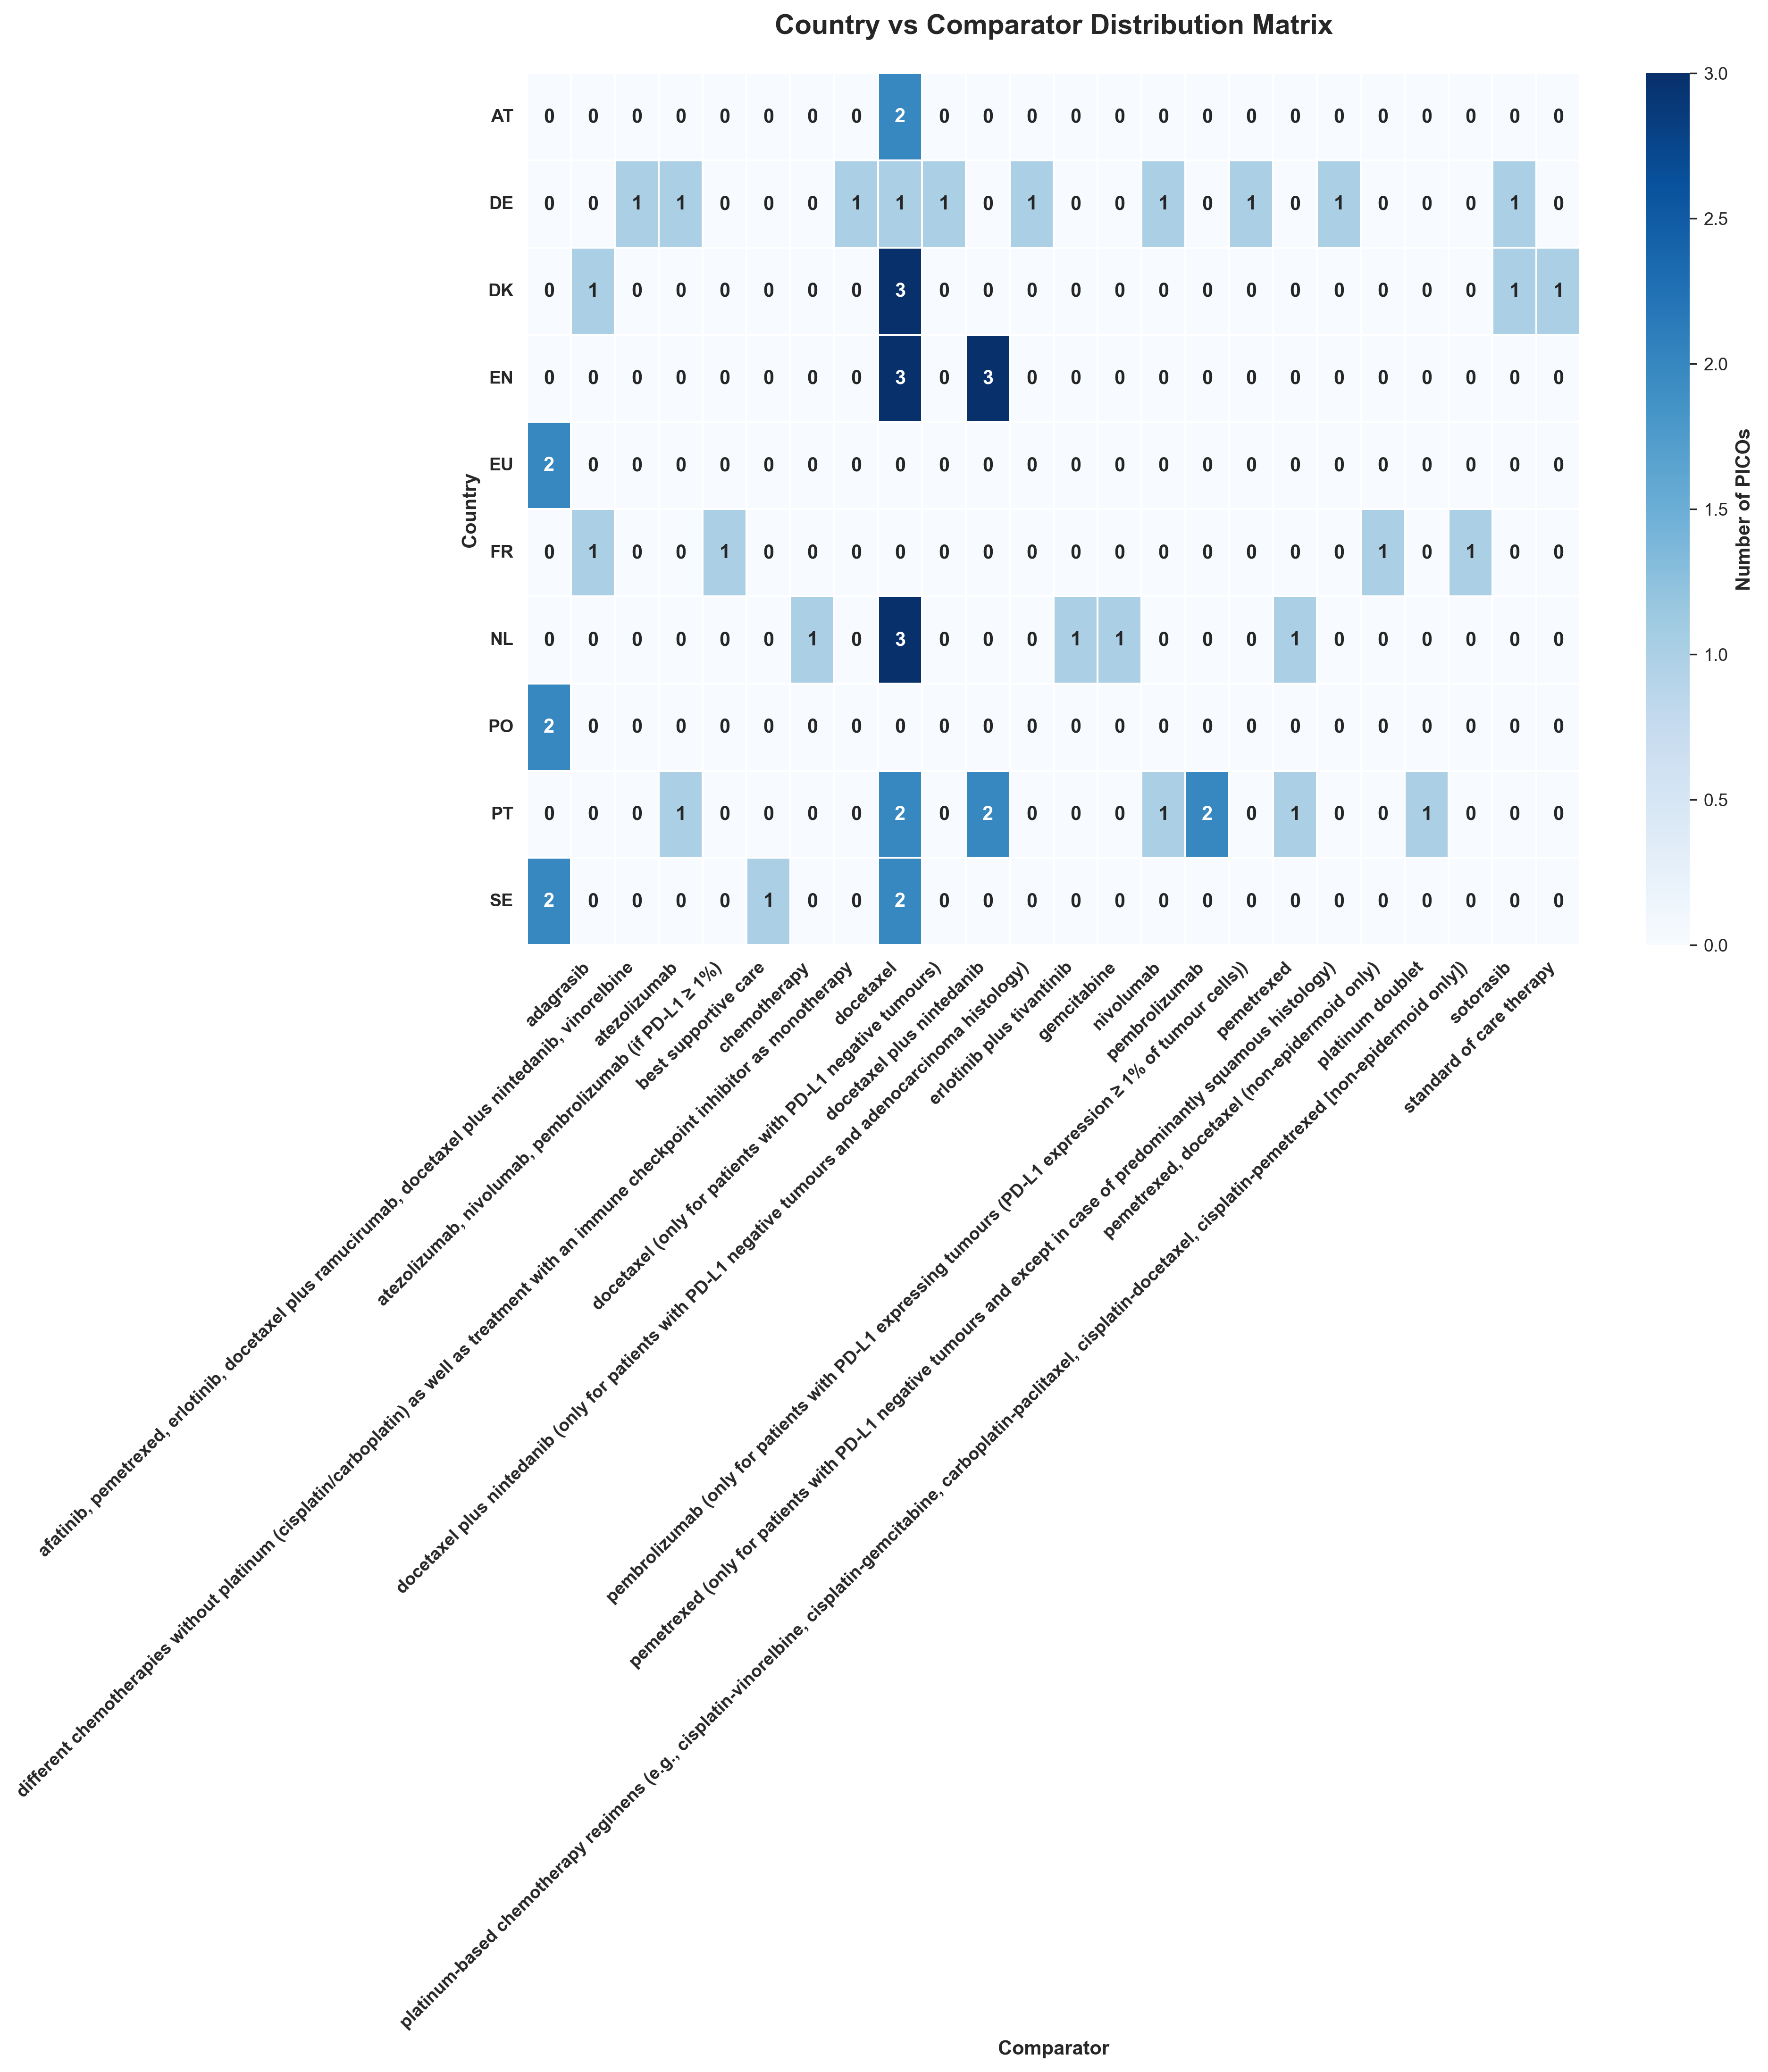 Country vs Comparator Distribution Matrix
AT 0 0 0 0 0 0 0 0 2 0 0 0 0 0 0 0 0 0 0 0 0 0 0 0
DE 0 0 1 1 0 0 0 1 1 1 0 1 0 0 1 0 1 0 1 0 0 0 1 0
DK 0 1 0 0 0 0 0 0 3 0 0 0 0 0 0 0 0 0 0 0 0 0 1 1
EN 0 0 0 0 0 0 0 0 3 0 3 0 0 0 0 0 0 0 0 0 0 0 0 0
EU 2 0 0 0 0 0 0 0 0 0 0 0 0 0 0 0 0 0 0 0 0 0 0 0
FR 0 1 0 0 1 0 0 0 0 0 0 0 0 0 0 0 0 0 0 1 0 1 0 0
NL 0 0 0 0 0 0 1 0 3 0 0 0 1 1 0 0 0 1 0 0 0 0 0 0
PO 2 0 0 0 0 0 0 0 0 0 0 0 0 0 0 0 0 0 0 0 0 0 0 0
PT 0 0 0 1 0 0 0 0 2 0 2 0 0 0 1 2 0 1 0 0 1 0 0 0
SE 2 0 0 0 0 1 0 0 2 0 0 0 0 0 0 0 0 0 0 0 0 0 0 0
Country
adagrasib
afatinib, pemetrexed, erlotinib, docetaxel plus ramucirumab, docetaxel plus nintedanib, vinorelbine
atezolizumab
atezolizumab, nivolumab, pembrolizumab (if PD-L1 ≥ 1%)
best supportive care
chemotherapy
different chemotherapies without platinum (cisplatin/carboplatin) as well as treatment with an immune checkpoint inhibitor as monotherapy
docetaxel
docetaxel (only for patients with PD-L1 negative tumours)
docetaxel plus nintedanib
docetaxel plus nintedanib (only for patients with PD-L1 negative tumours and adenocarcinoma histology)
erlotinib plus tivantinib
gemcitabine
nivolumab
pembrolizumab
pembrolizumab (only for patients with PD-L1 expressing tumours (PD-L1 expression ≥ 1% of tumour cells))
pemetrexed
pemetrexed (only for patients with PD-L1 negative tumours and except in case of predominantly squamous histology)
pemetrexed, docetaxel (non-epidermoid only)
platinum doublet
platinum-based chemotherapy regimens (e.g., cisplatin-vinorelbine, cisplatin-gemcitabine, carboplatin-paclitaxel, cisplatin-docetaxel, cisplatin-pemetrexed [non-epidermoid only])
sotorasib
standard of care therapy
Comparator
3.0
2.5
2.0
1.5
1.0
0.5
0.0
Number of PICOs